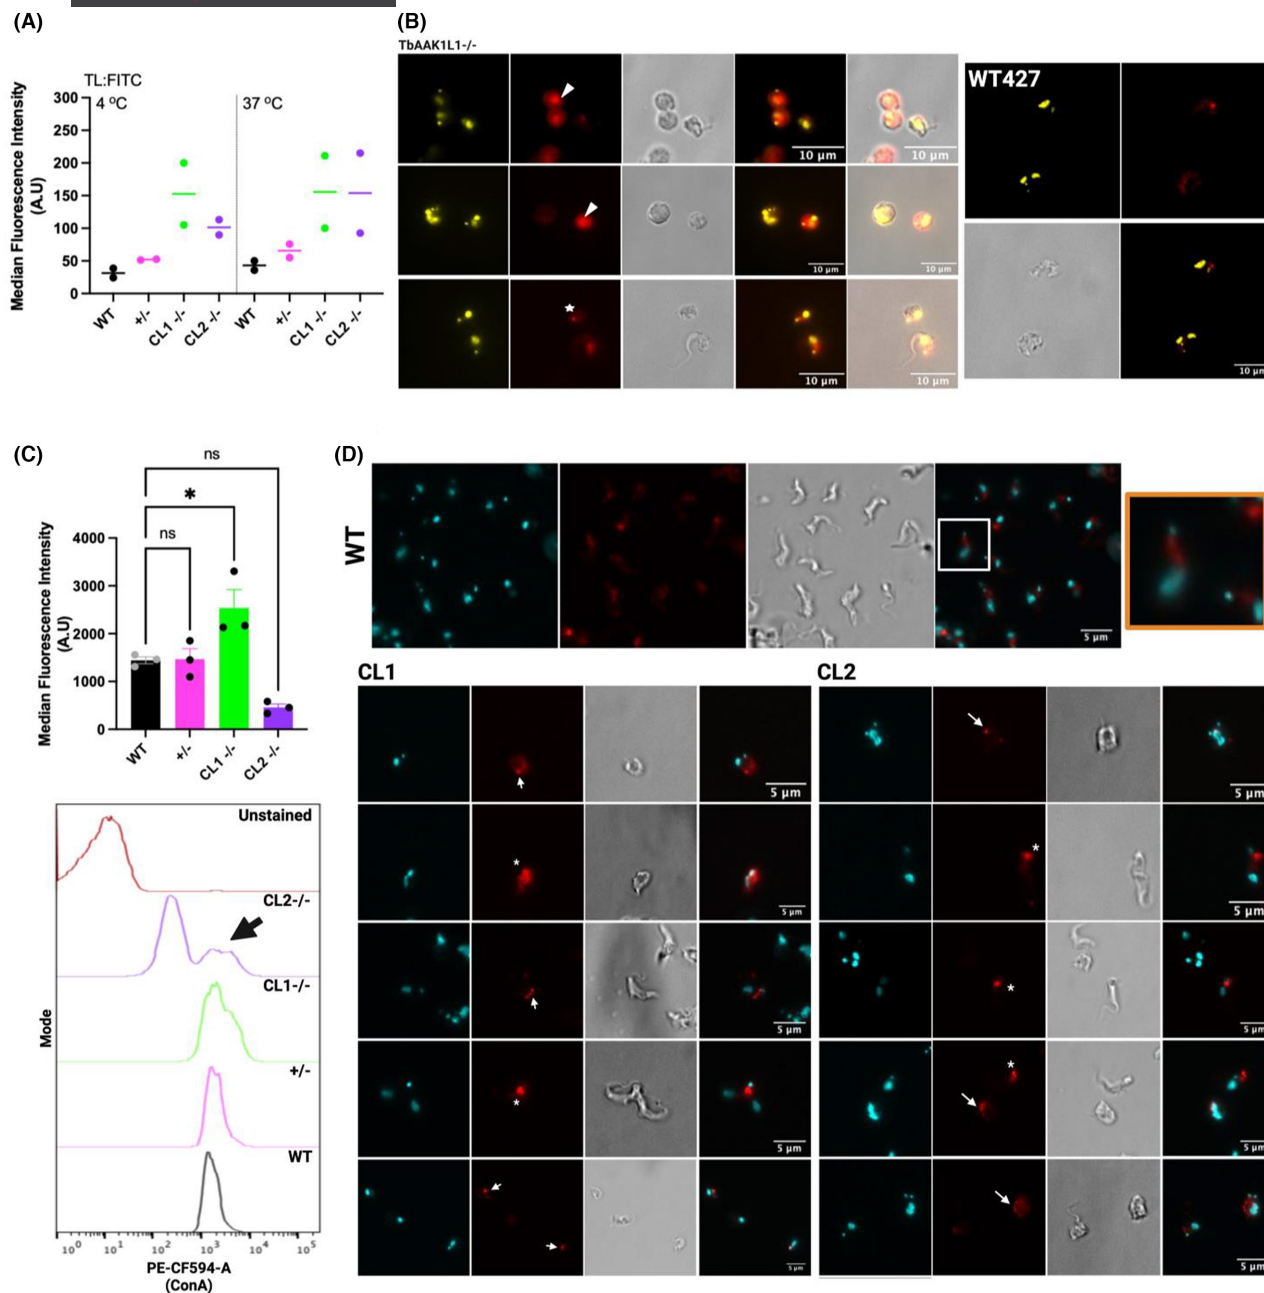 (A)
TL:FITC
4 ºC
37 ºC
Median Fluorescence Intensity
(A.U)
300
250
200
150
100
50
0
WT
+/-
CL1 -/-
CL2 -/-
WT
+/-
CL1 -/-
CL2 -/-
(B)
TbAAK1L1-/-
10 µm
10 µm
10 µm
10 µm
10 µm
10 µm
WT427
10 µm
(C)
ns
*
ns
Median Fluorescence Intensity
(A.U)
4000
3000
2000
1000
0
WT
+/-
CL1 -/-
CL2 -/-
Unstained
CL2-/-
CL1-/-
+/-
WT
Mode
10⁰ 10¹ 10² 10³ 10⁴ 10⁵
PE-CF594-A
(ConA)
(D)
WT
5 µm
CL1
5 µm
*
5 µm
5 µm
*
5 µm
5 µm
CL2
5 µm
*
5 µm
*
5 µm
*
5 µm
5 µm